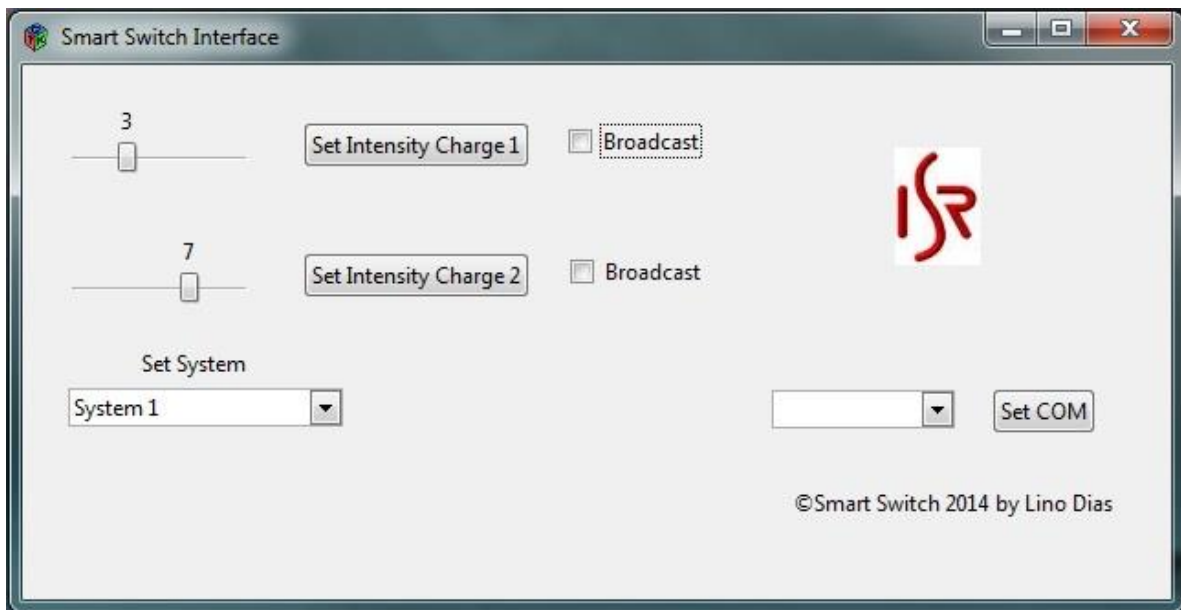 Smart Switch Interface
3
Set Intensity Charge 1
Broadcast
ISR
7
Set Intensity Charge 2
Broadcast
Set System
System 1
Set COM
©Smart Switch 2014 by Lino Dias